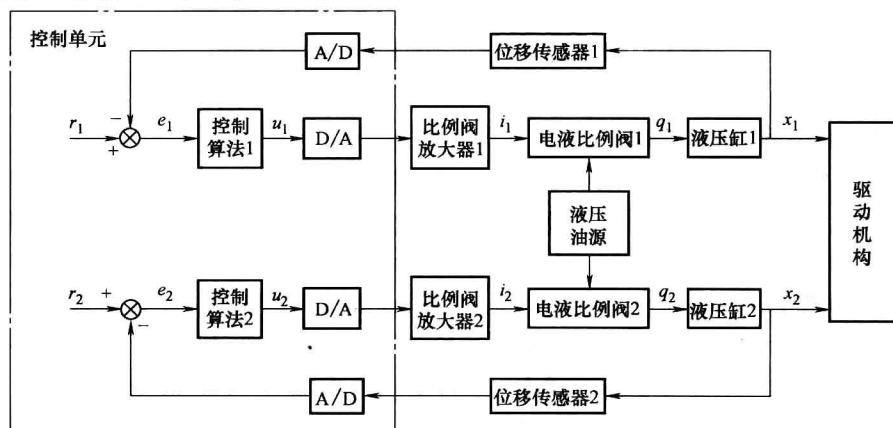 控制单元
A/D
位移传感器1
r₁
−
+
e₁
控制
算法1
u₁
D/A
比例阀
放大器1
i₁
电液比例阀1
q₁
液压缸1
x₁
液压
油源
驱动机构
r₂
+
−
e₂
控制
算法2
u₂
D/A
比例阀
放大器2
i₂
电液比例阀2
q₂
液压缸2
x₂
A/D
位移传感器2